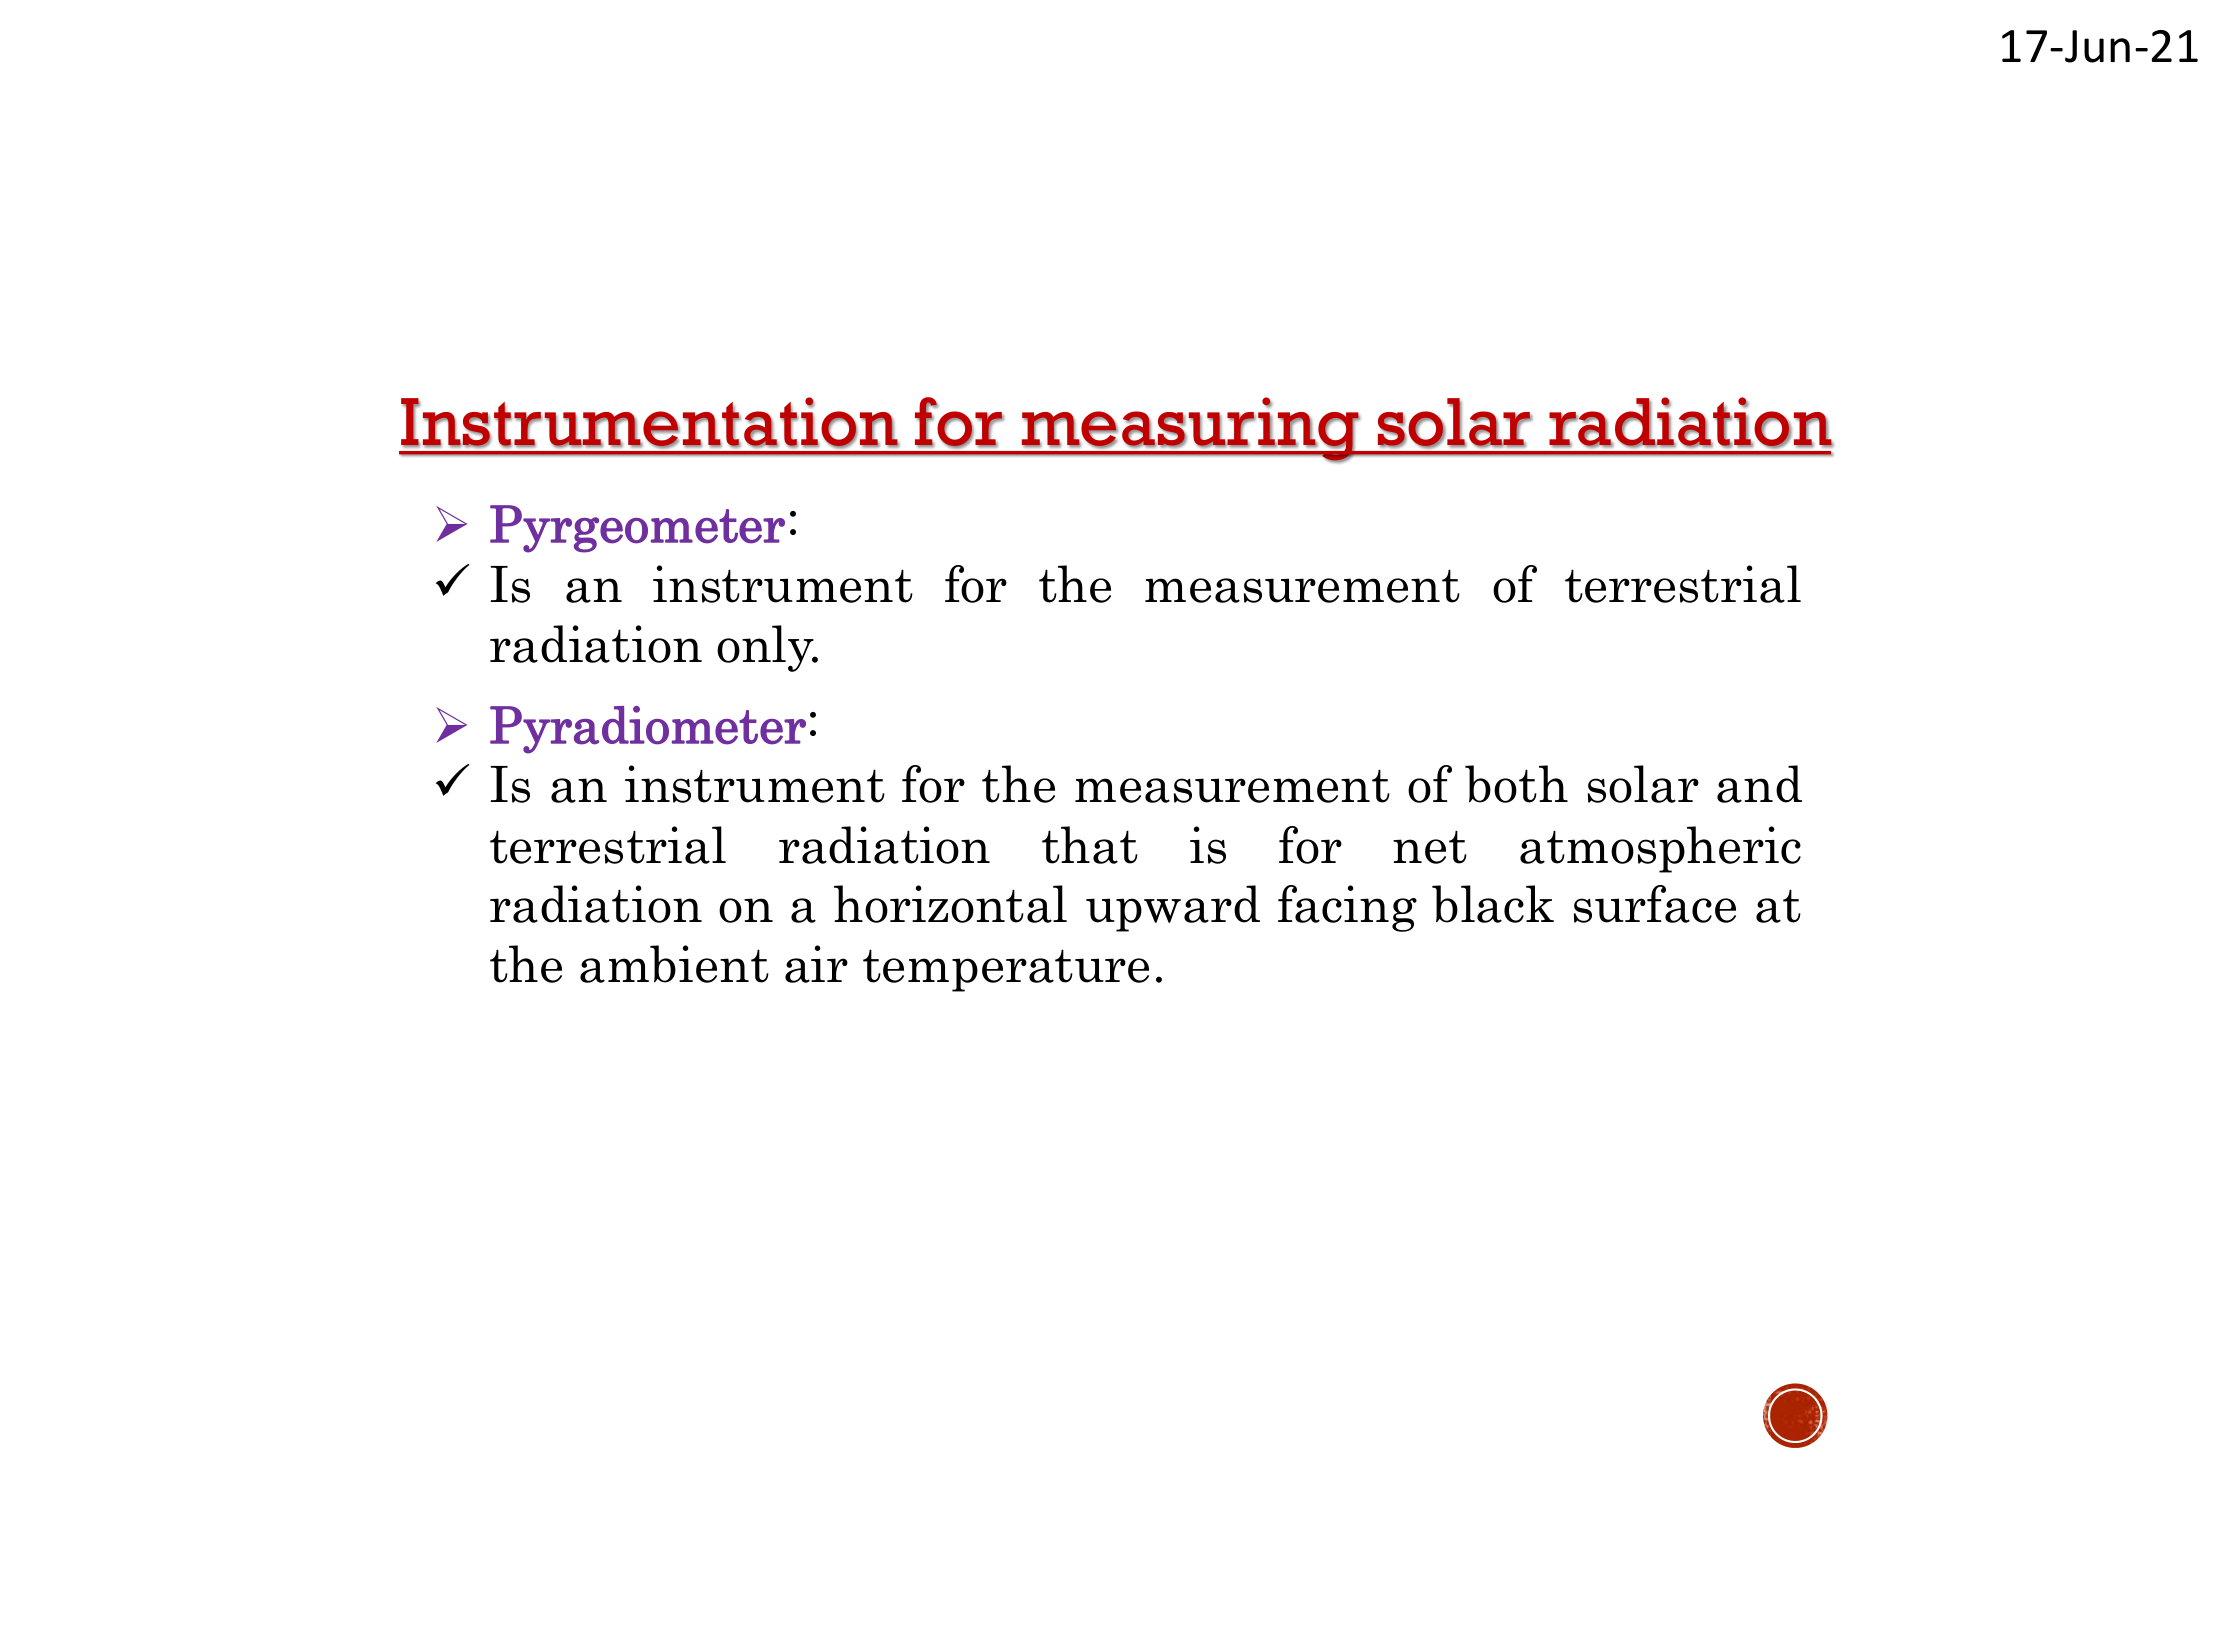 17-Jun-21
Instrumentation for measuring solar radiation
➢ Pyrgeometer:
✓ Is an instrument for the measurement of terrestrial
radiation only.
➢ Pyradiometer:
✓ Is an instrument for the measurement of both solar and
terrestrial radiation that is for net atmospheric
radiation on a horizontal upward facing black surface at
the ambient air temperature.